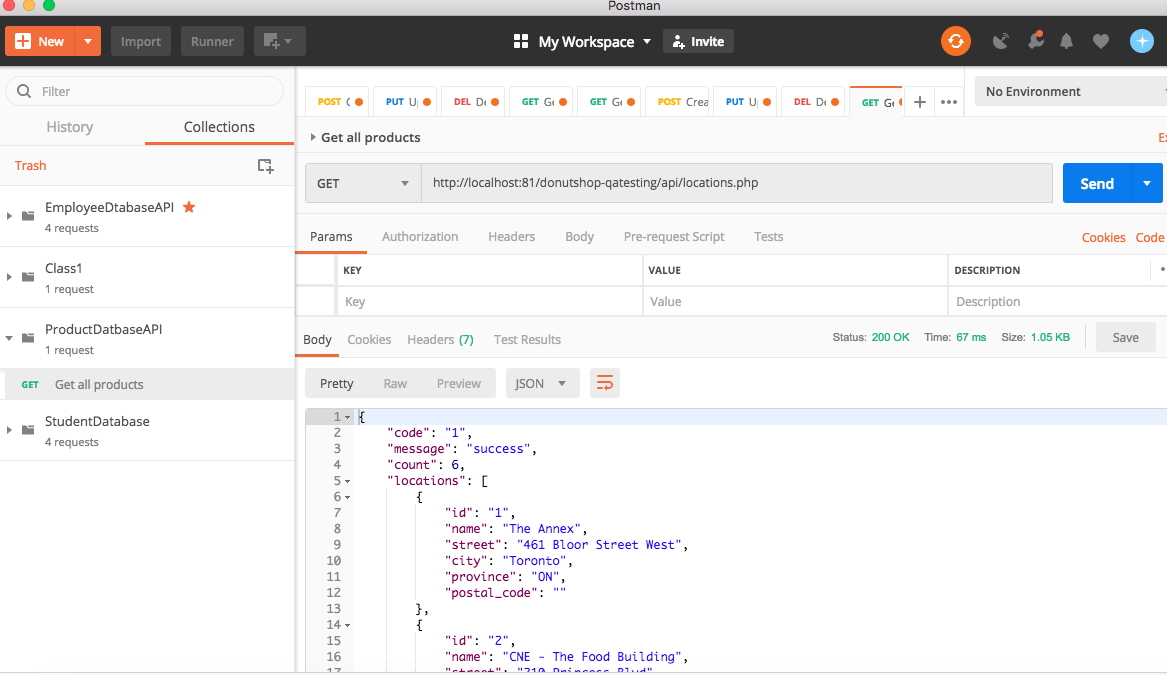 Postman
New Import Runner My Workspace Invite
Filter
History Collections
Trash
EmployeeDtabaseAPI
4 requests
Class1
1 request
ProductDatbaseAPI
1 request
GET Get all products
StudentDatabase
4 requests
POST PUT DEL GET GET POST Crea PUT DEL GET
No Environment
Get all products
GET http://localhost:81/donutshop-qatesting/api/locations.php Send
Params Authorization Headers Body Pre-request Script Tests Cookies Code
KEY VALUE DESCRIPTION
Key Value Description
Body Cookies Headers (7) Test Results Status: 200 OK Time: 67 ms Size: 1.05 KB Save
Pretty Raw Preview JSON
1 {
2 "code": "1",
3 "message": "success",
4 "count": 6,
5 "locations": [
6 {
7 "id": "1",
8 "name": "The Annex",
9 "street": "461 Bloor Street West",
10 "city": "Toronto",
11 "province": "ON",
12 "postal_code": ""
13 },
14 {
15 "id": "2",
16 "name": "CNE - The Food Building",
17 "street": "210 Princess Blvd"